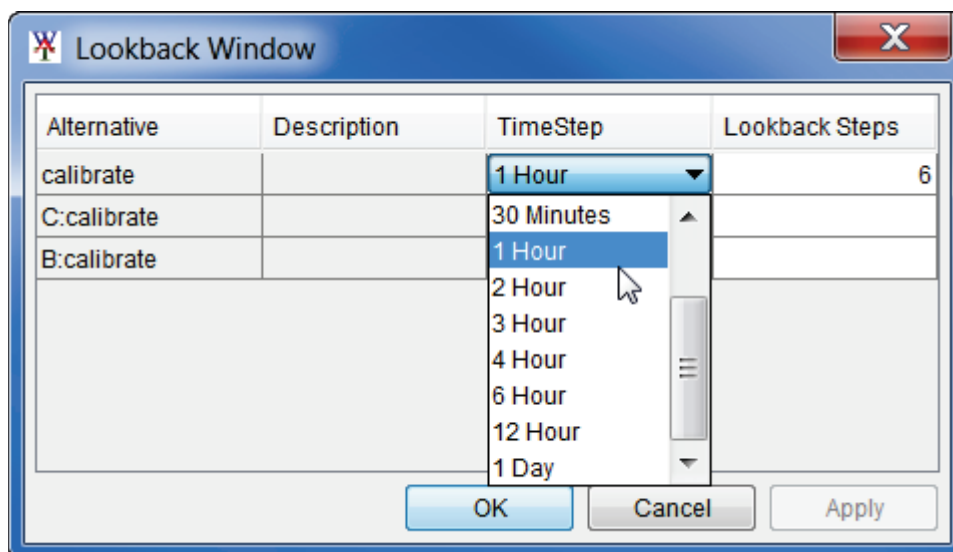 Lookback Window
X
Alternative Description TimeStep Lookback Steps
calibrate 1 Hour 6
C:calibrate 30 Minutes
B:calibrate 1 Hour
2 Hour
3 Hour
4 Hour
6 Hour
12 Hour
1 Day
OK Cancel Apply